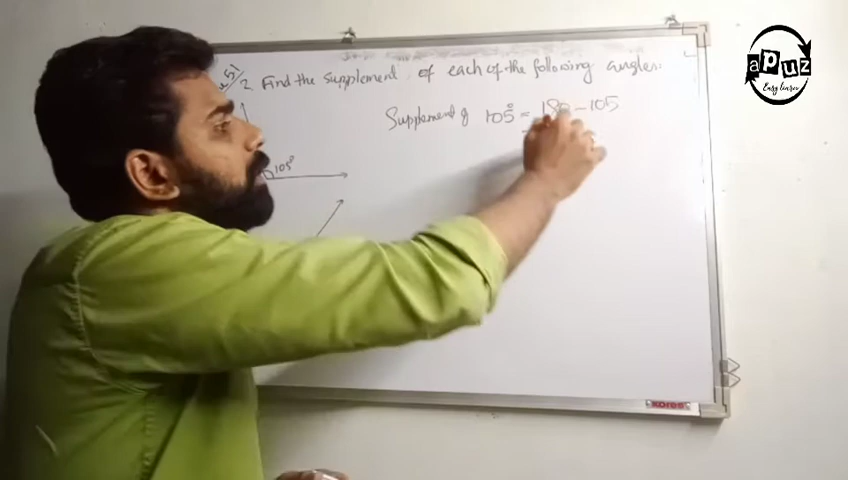 2. Find the supplement of each of the following angles:
Supplement of 105° = 180 - 105
105°
apuz
Easy learn
kores